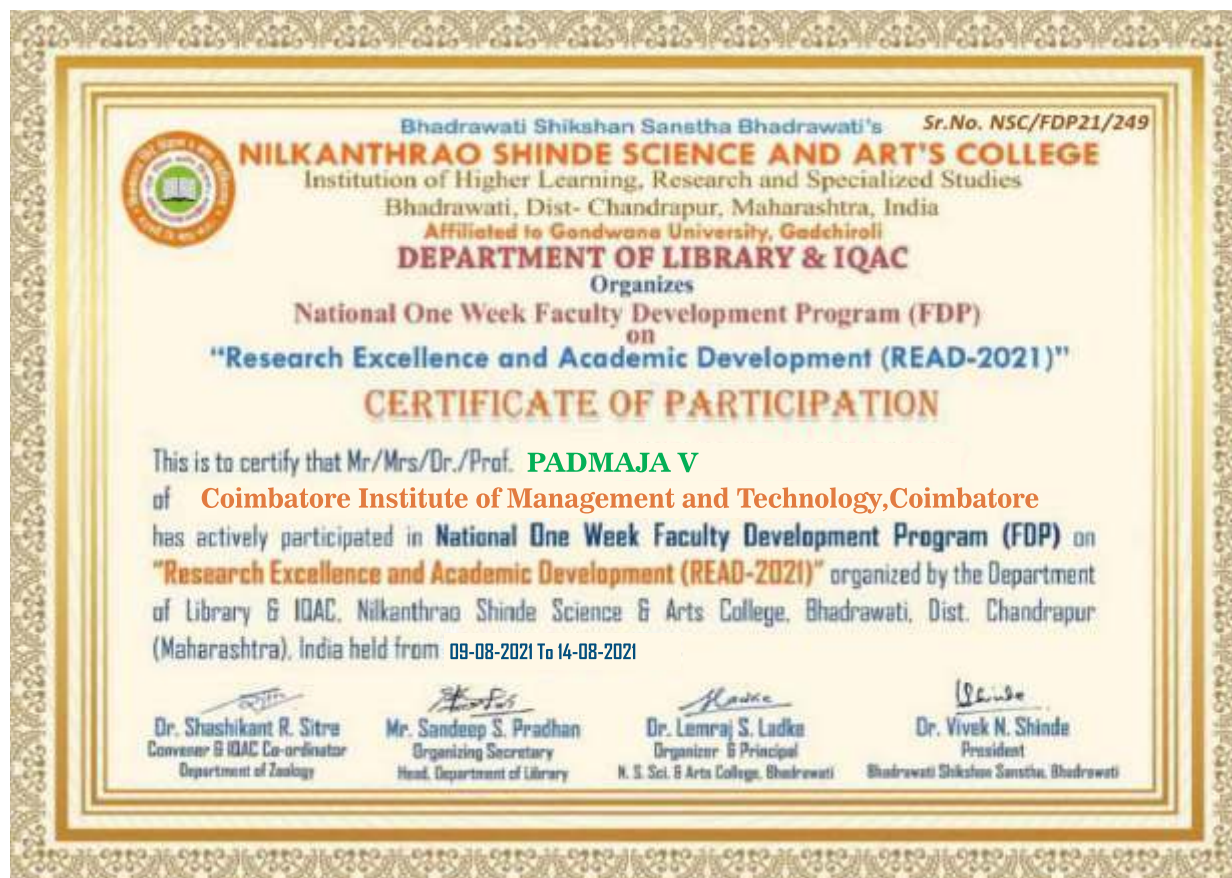 Sr.No. NSC/FDP21/249
Bhadrawati Shikshan Sanstha Bhadrawati's
NILKANTHRAO SHINDE SCIENCE AND ART'S COLLEGE
Institution of Higher Learning, Research and Specialized Studies
Bhadrawati, Dist- Chandrapur, Maharashtra, India
Affiliated to Gondwana University, Gadchiroli
DEPARTMENT OF LIBRARY & IQAC
Organizes
National One Week Faculty Development Program (FDP)
on
"Research Excellence and Academic Development (READ-2021)"
CERTIFICATE OF PARTICIPATION
This is to certify that Mr/Mrs/Dr./Prof. PADMAJA V
of Coimbatore Institute of Management and Technology,Coimbatore
has actively participated in National One Week Faculty Development Program (FDP) on
"Research Excellence and Academic Development (READ-2021)" organized by the Department
of Library & IQAC, Nilkanthrao Shinde Science & Arts College, Bhadrawati, Dist. Chandrapur
(Maharashtra), India held from 09-08-2021 To 14-08-2021
Dr. Shashikant R. Sitre
Convener & IQAC Co-ordinator
Department of Zoology
Mr. Sandeep S. Pradhan
Organizing Secretary
Head, Department of Library
Ladke
Dr. Lemraj S. Ladke
Organizer & Principal
N. S. Sci. & Arts College, Bhadrawati
Shinde
Dr. Vivek N. Shinde
President
Bhadrawati Shikshan Sanstha, Bhadrawati